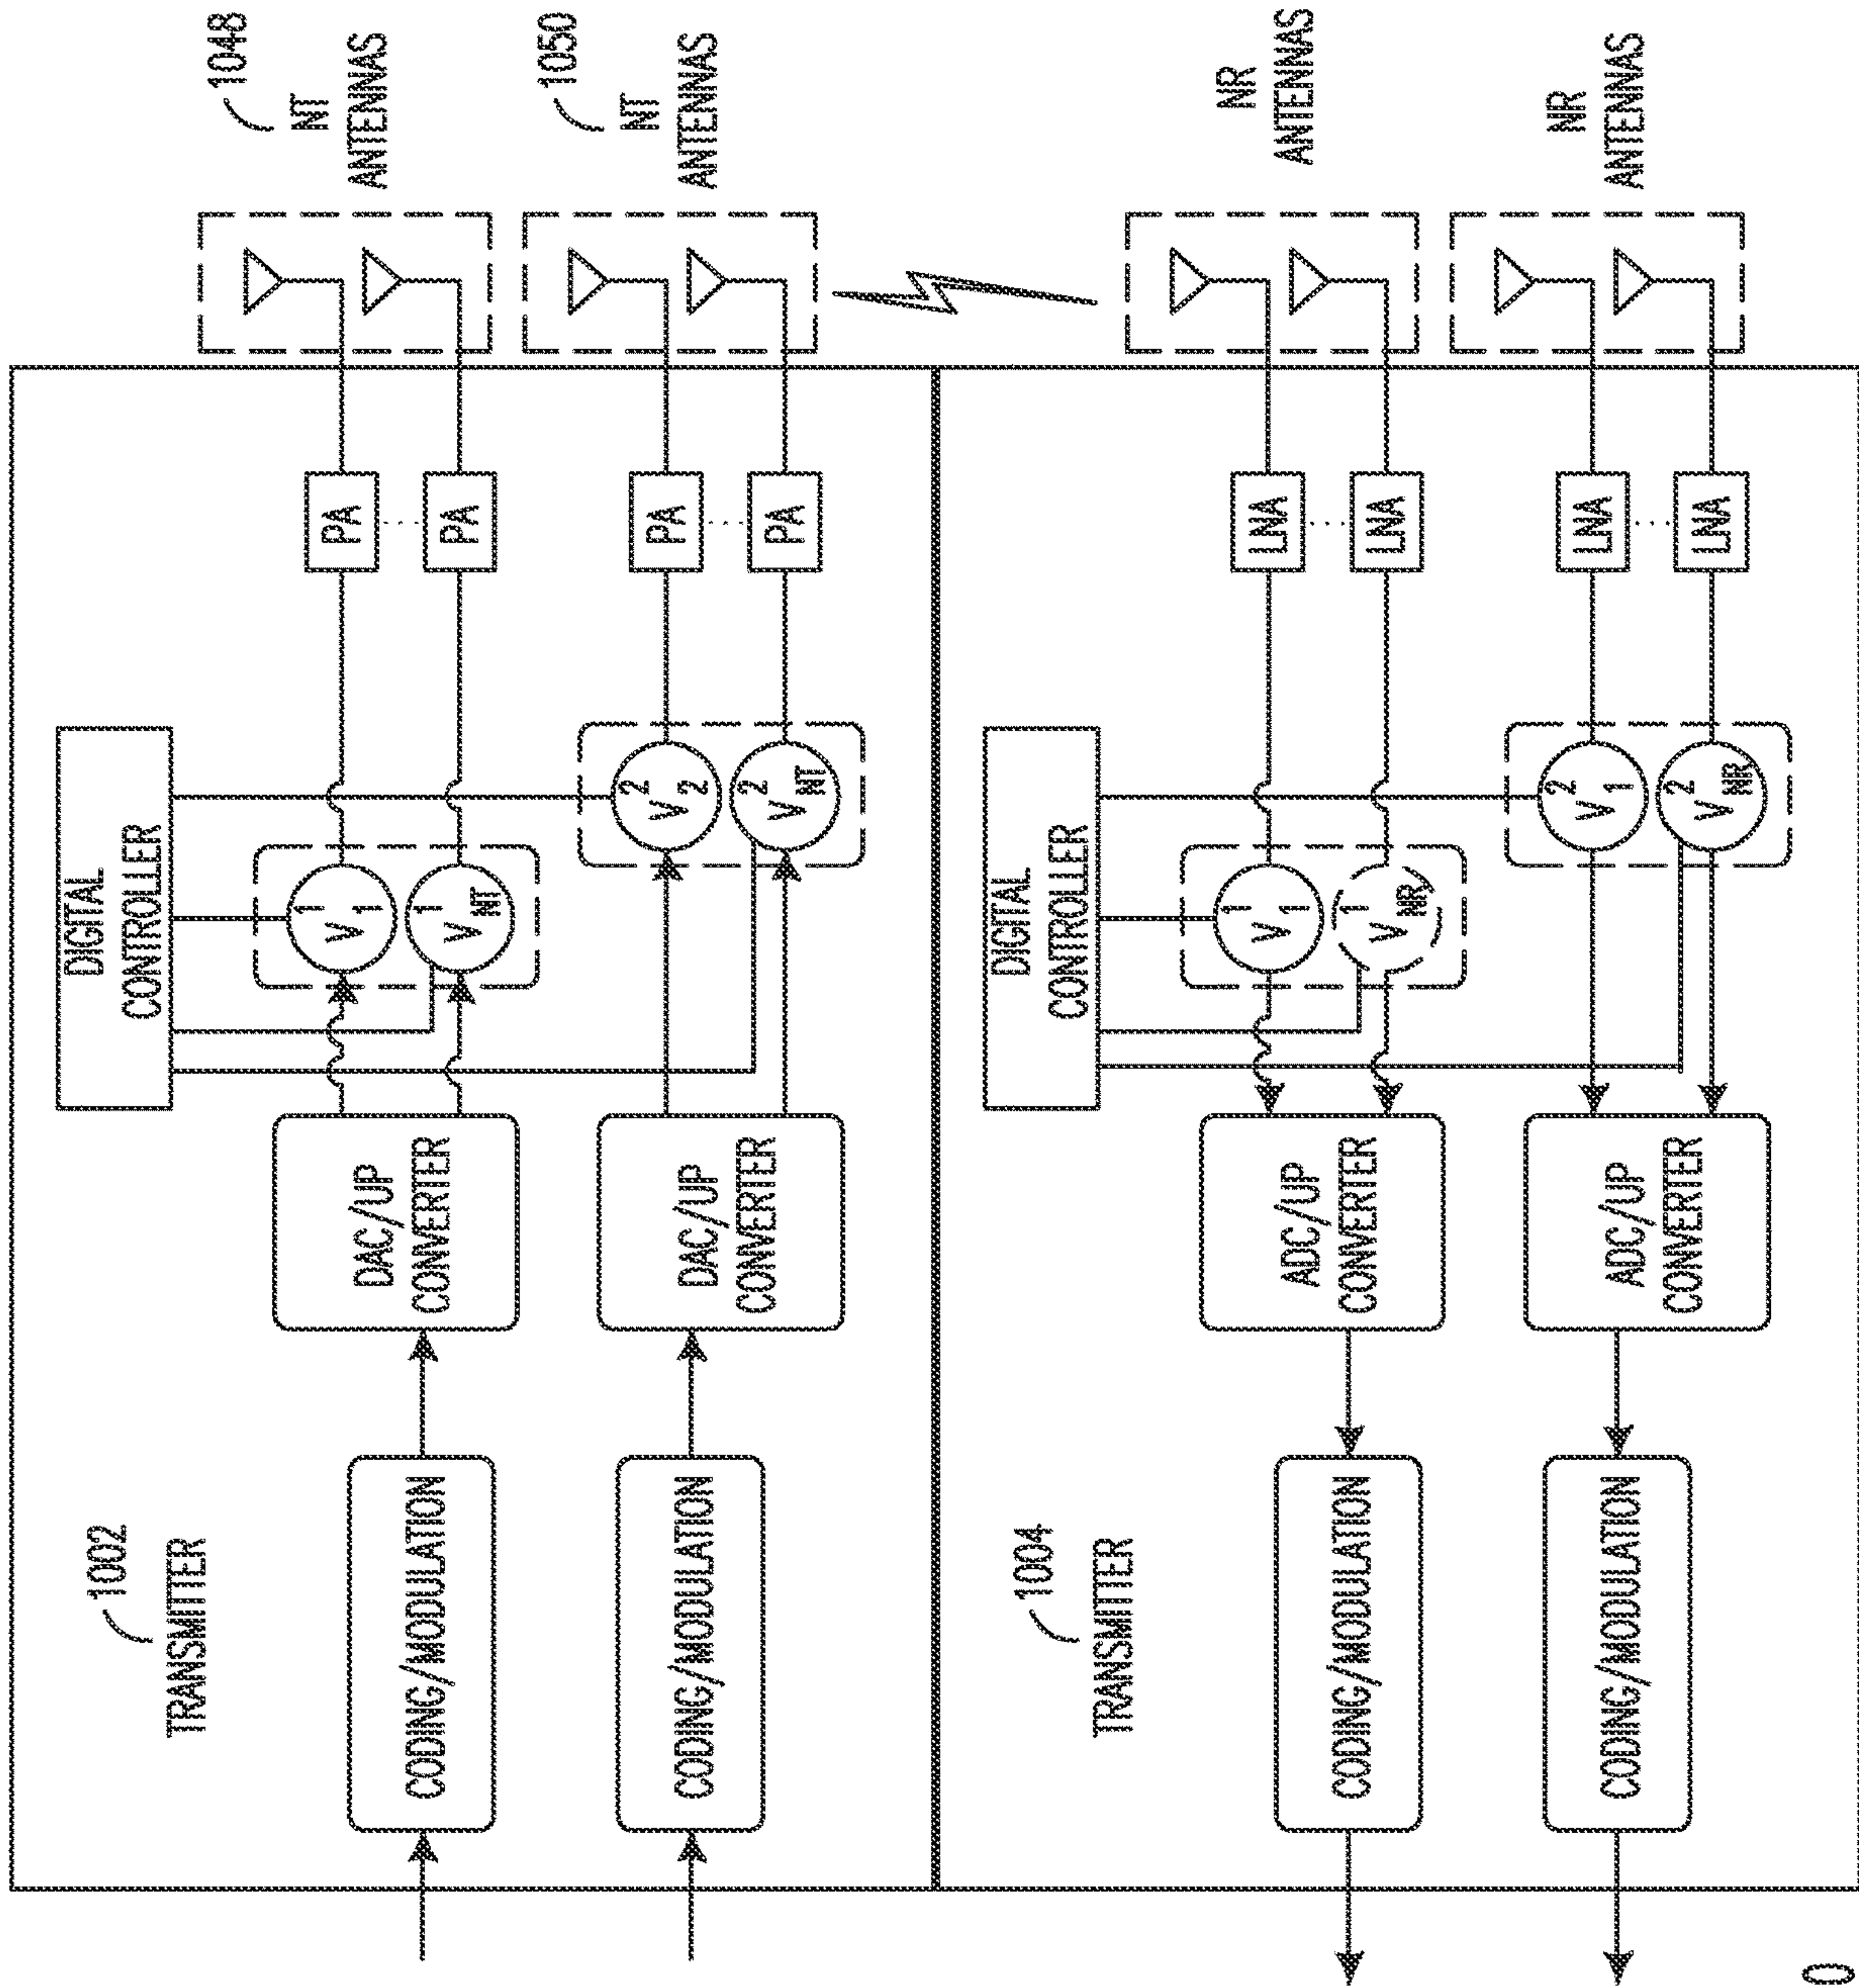 1002
TRANSMITTER
DIGITAL
CONTROLLER
1048
NT
ANTENNAS
CODING/MODULATION
DAC/UP
CONVERTER
V 1 1
V 1 NT
PA
PA
1050
NT
ANTENNAS
CODING/MODULATION
DAC/UP
CONVERTER
V 2 2
V 2 NT
PA
PA
1004
TRANSMITTER
DIGITAL
CONTROLLER
NR
ANTENNAS
CODING/MODULATION
ADC/UP
CONVERTER
V 1 1
V 1 NR
LNA
LNA
NR
ANTENNAS
CODING/MODULATION
ADC/UP
CONVERTER
V 2 1
V 2 NR
LNA
LNA
0